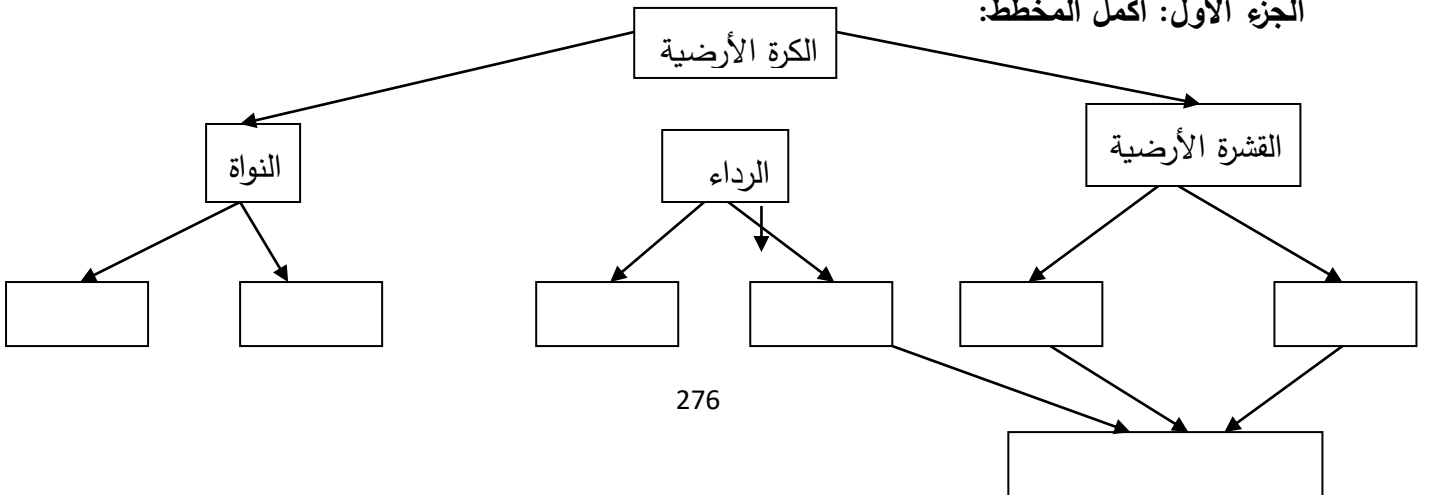 الجزء الأول: أكمل المخطط:
الكرة الأرضية
القشرة الأرضية
الرداء
النواة
276